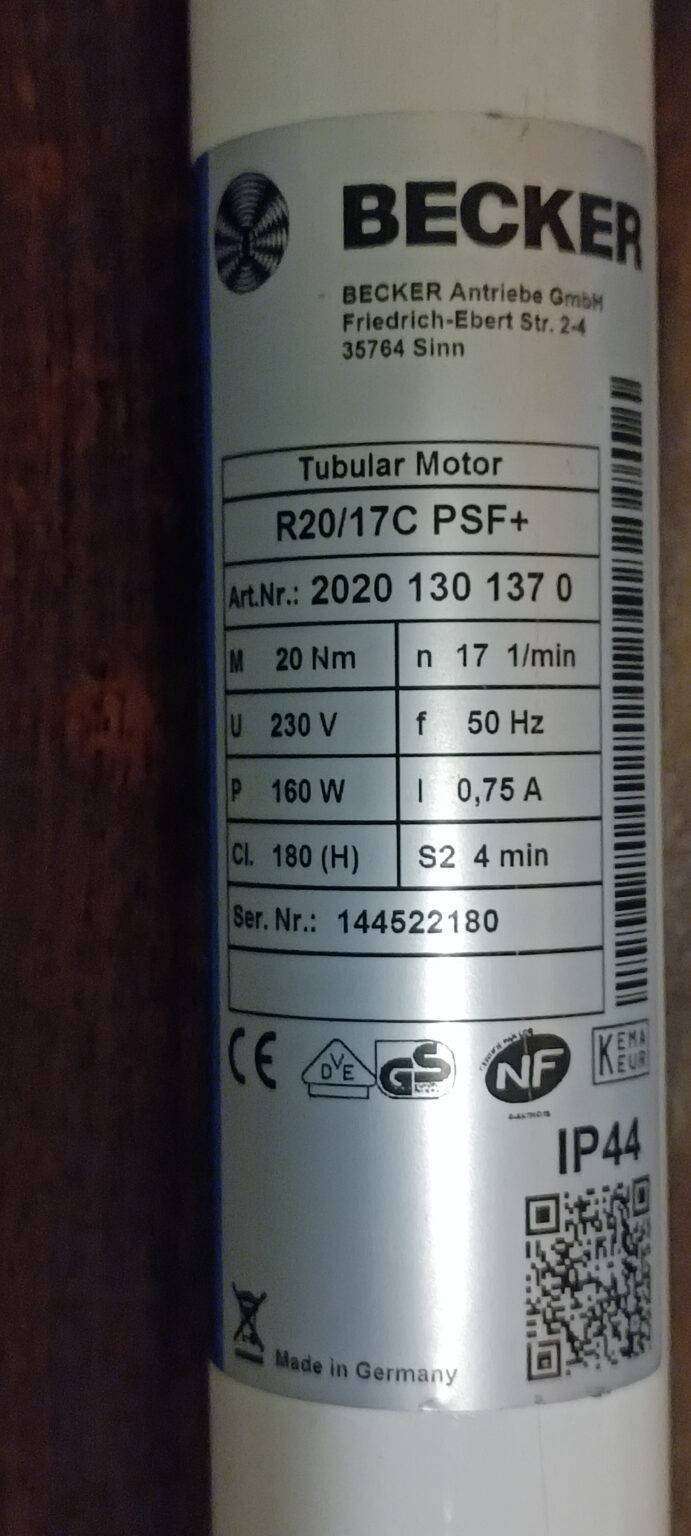 BECKER
BECKER Antriebe GmbH
Friedrich-Ebert Str. 2-4
35764 Sinn
Tubular Motor
R20/17C PSF+
Art.Nr.: 2020 130 137 0
M 20 Nm n 17 1/min
U 230 V f 50 Hz
P 160 W I 0,75 A
Cl. 180 (H) S2 4 min
Ser. Nr.: 144522180
CE DVE GS NF KEMA
KEUR
IP44
Made in Germany